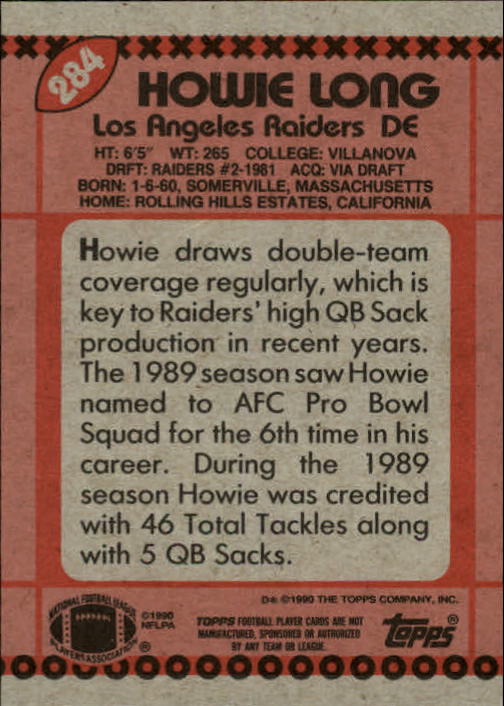 284
HOWIE LONG
Los Angeles Raiders DE
HT: 6'5" WT: 265 COLLEGE: VILLANOVA
DRFT: RAIDERS #2-1981 ACQ: VIA DRAFT
BORN: 1-6-60, SOMERVILLE, MASSACHUSETTS
HOME: ROLLING HILLS ESTATES, CALIFORNIA
Howie draws double-team
coverage regularly, which is
key to Raiders' high QB Sack
production in recent years.
The 1989 season saw Howie
named to AFC Pro Bowl
Squad for the 6th time in his
career. During the 1989
season Howie was credited
with 46 Total Tackles along
with 5 QB Sacks.
D* ©1990 THE TOPPS COMPANY, INC.
NATIONAL FOOTBALL LEAGUE
PLAYERS ASSOCIATION ®
©1990
NFLPA
TOPPS FOOTBALL PLAYER CARDS ARE NOT
MANUFACTURED, SPONSORED OR AUTHORIZED
BY ANY TEAM OR LEAGUE.
topps®